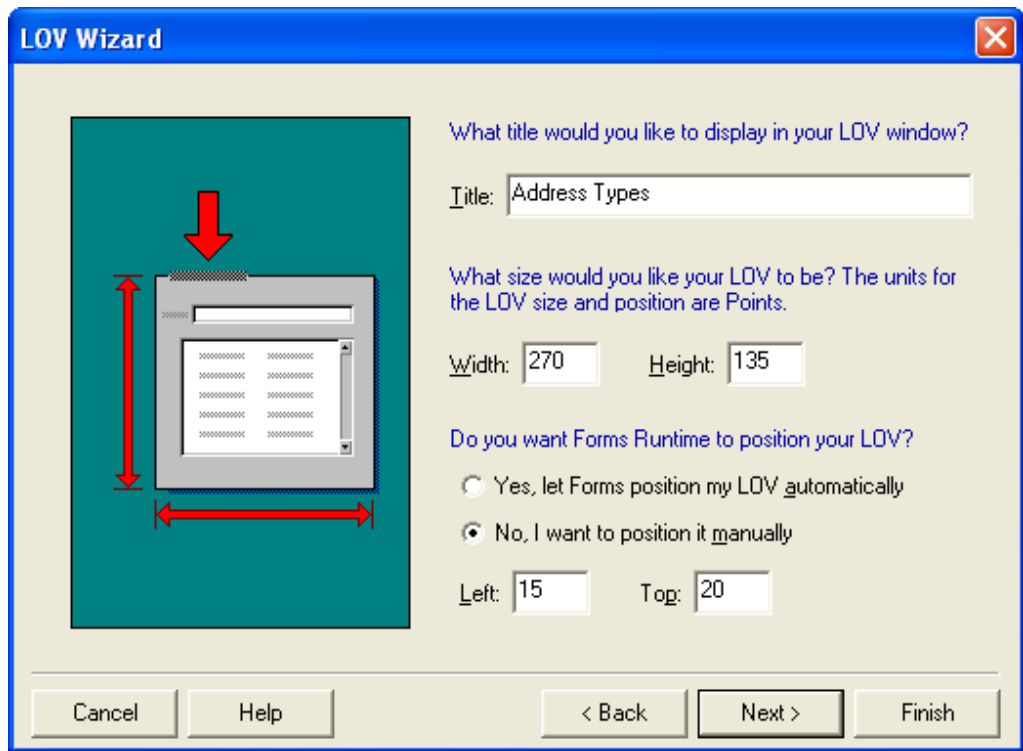 LOV Wizard
What title would you like to display in your LOV window?
Title: Address Types
What size would you like your LOV to be? The units for
the LOV size and position are Points.
Width: 270 Height: 135
Do you want Forms Runtime to position your LOV?
Yes, let Forms position my LOV automatically
No, I want to position it manually
Left: 15 Top: 20
Cancel Help < Back Next > Finish